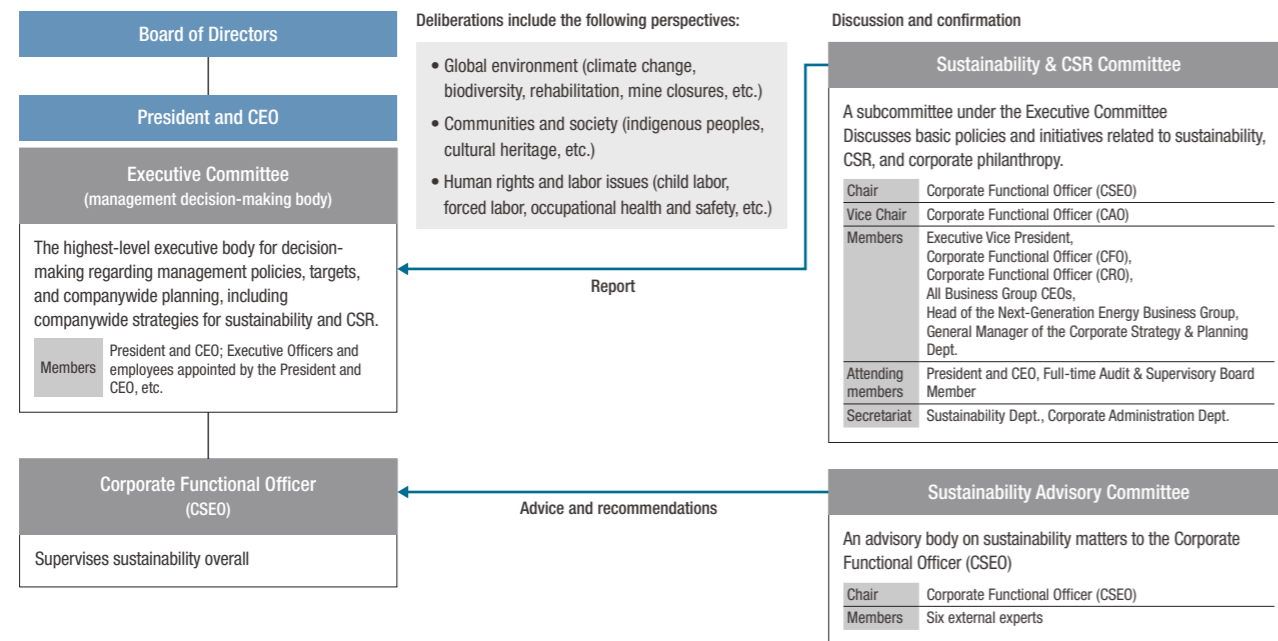 Board of Directors
President and CEO
Executive Committee
(management decision-making body)
The highest-level executive body for decision-
making regarding management policies, targets,
and companywide planning, including
companywide strategies for sustainability and CSR.
Members
President and CEO; Executive Officers and
employees appointed by the President and
CEO, etc.
Corporate Functional Officer
(CSEO)
Supervises sustainability overall
Deliberations include the following perspectives:
• Global environment (climate change,
biodiversity, rehabilitation, mine closures, etc.)
• Communities and society (indigenous peoples,
cultural heritage, etc.)
• Human rights and labor issues (child labor,
forced labor, occupational health and safety, etc.)
Report
Advice and recommendations
Discussion and confirmation
Sustainability & CSR Committee
A subcommittee under the Executive Committee
Discusses basic policies and initiatives related to sustainability,
CSR, and corporate philanthropy.
Chair Corporate Functional Officer (CSEO)
Vice Chair Corporate Functional Officer (CAO)
Members Executive Vice President,
Corporate Functional Officer (CFO),
Corporate Functional Officer (CRO),
All Business Group CEOs,
Head of the Next-Generation Energy Business Group,
General Manager of the Corporate Strategy & Planning
Dept.
Attending President and CEO, Full-time Audit & Supervisory Board
members Member
Secretariat Sustainability Dept., Corporate Administration Dept.
Sustainability Advisory Committee
An advisory body on sustainability matters to the Corporate
Functional Officer (CSEO)
Chair Corporate Functional Officer (CSEO)
Members Six external experts